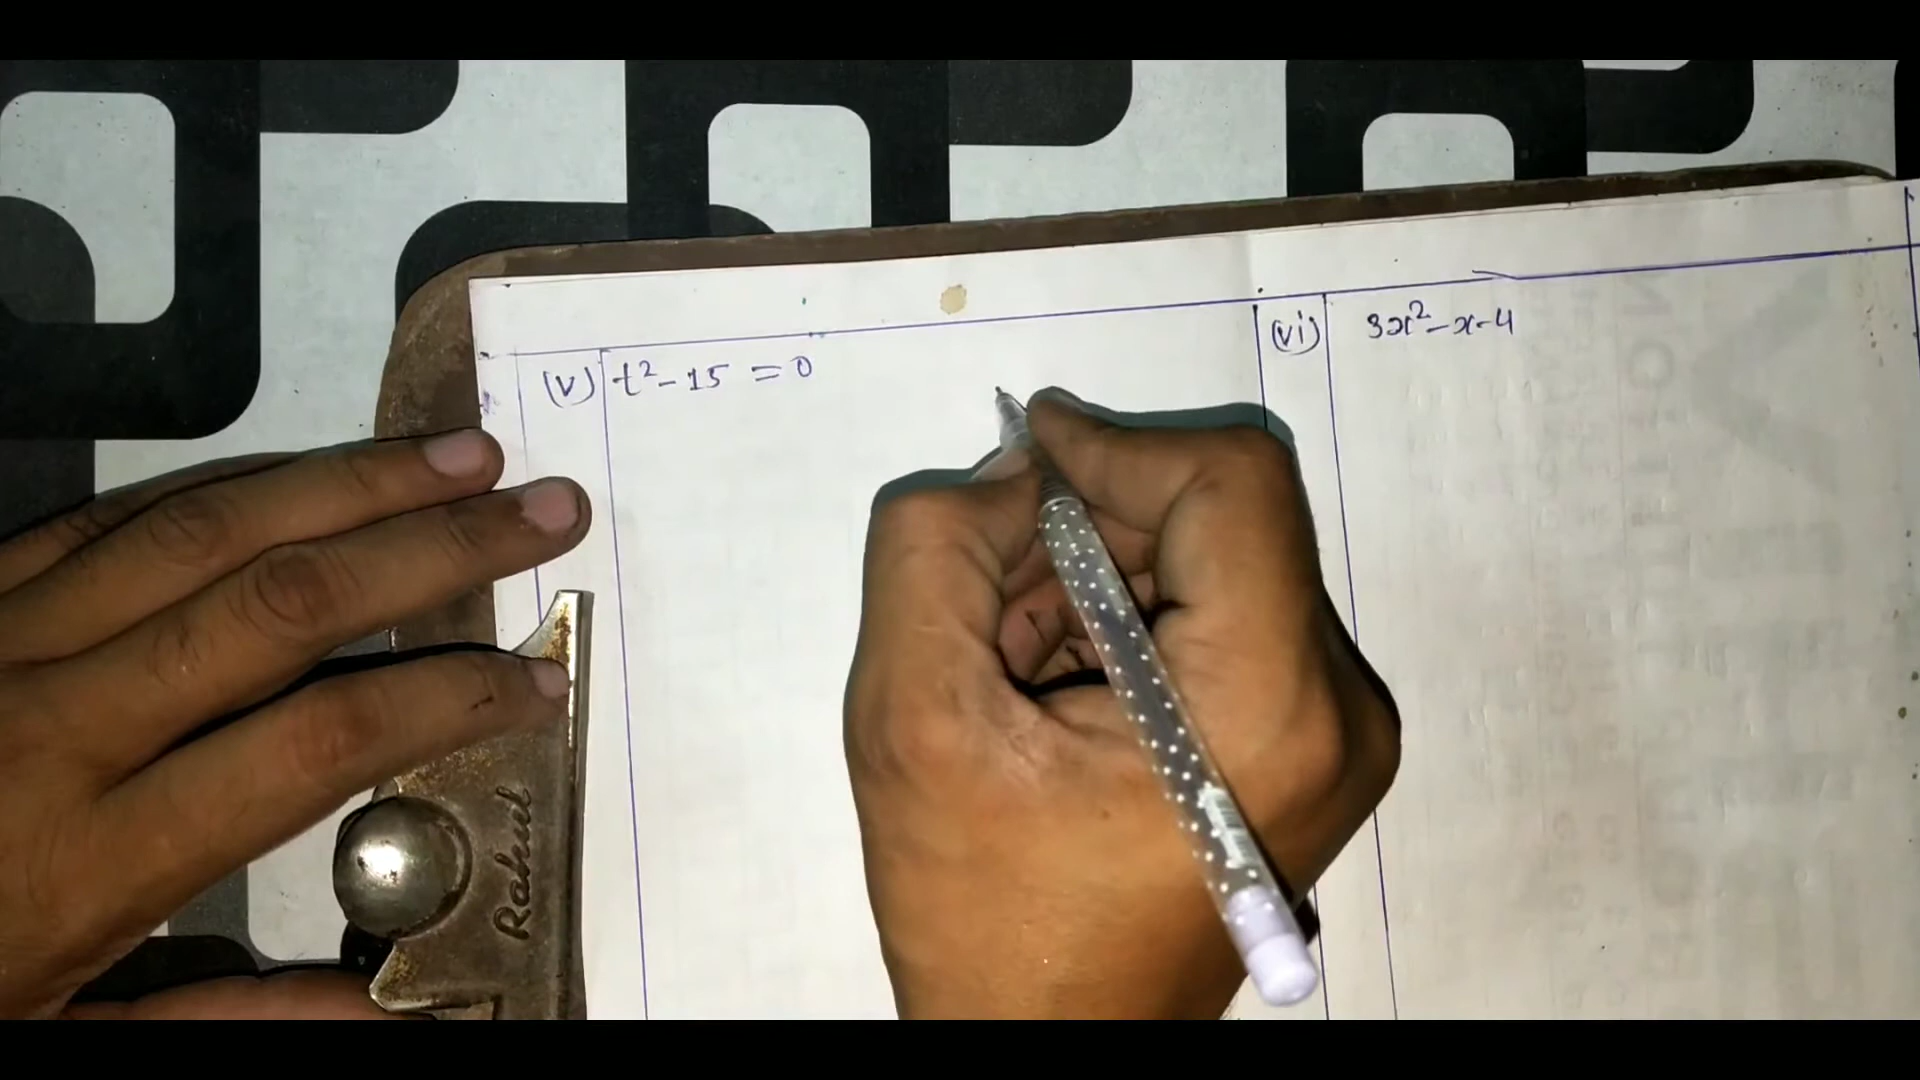 (v) t² - 15 = 0
(vi) 3x² - x - 4
Rahul